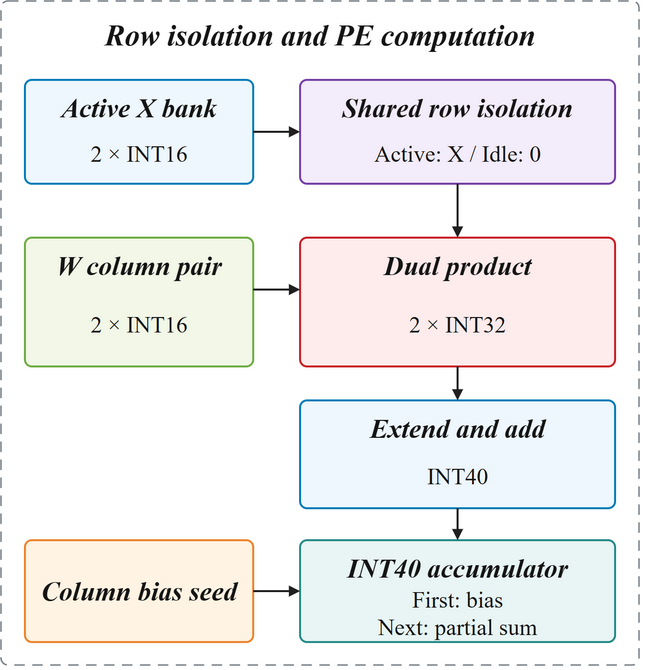 Row isolation and PE computation
Active X bank
2 × INT16
Shared row isolation
Active: X / Idle: 0
W column pair
2 × INT16
Dual product
2 × INT32
Extend and add
INT40
Column bias seed
INT40 accumulator
First: bias
Next: partial sum